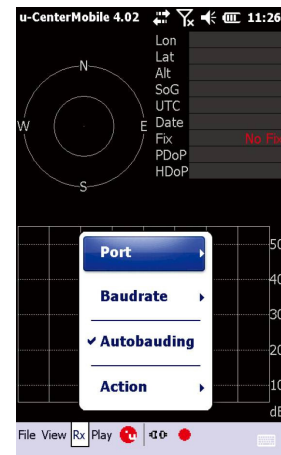 u-CenterMobile 4.02 11:26
Lon
Lat
Alt
SoG
UTC
Date
Fix No Fix
PDoP
HDoP
N
W E
S
Port
Baudrate
✓ Autobauding
Action
50
40
30
20
10
dB
File View Rx Play